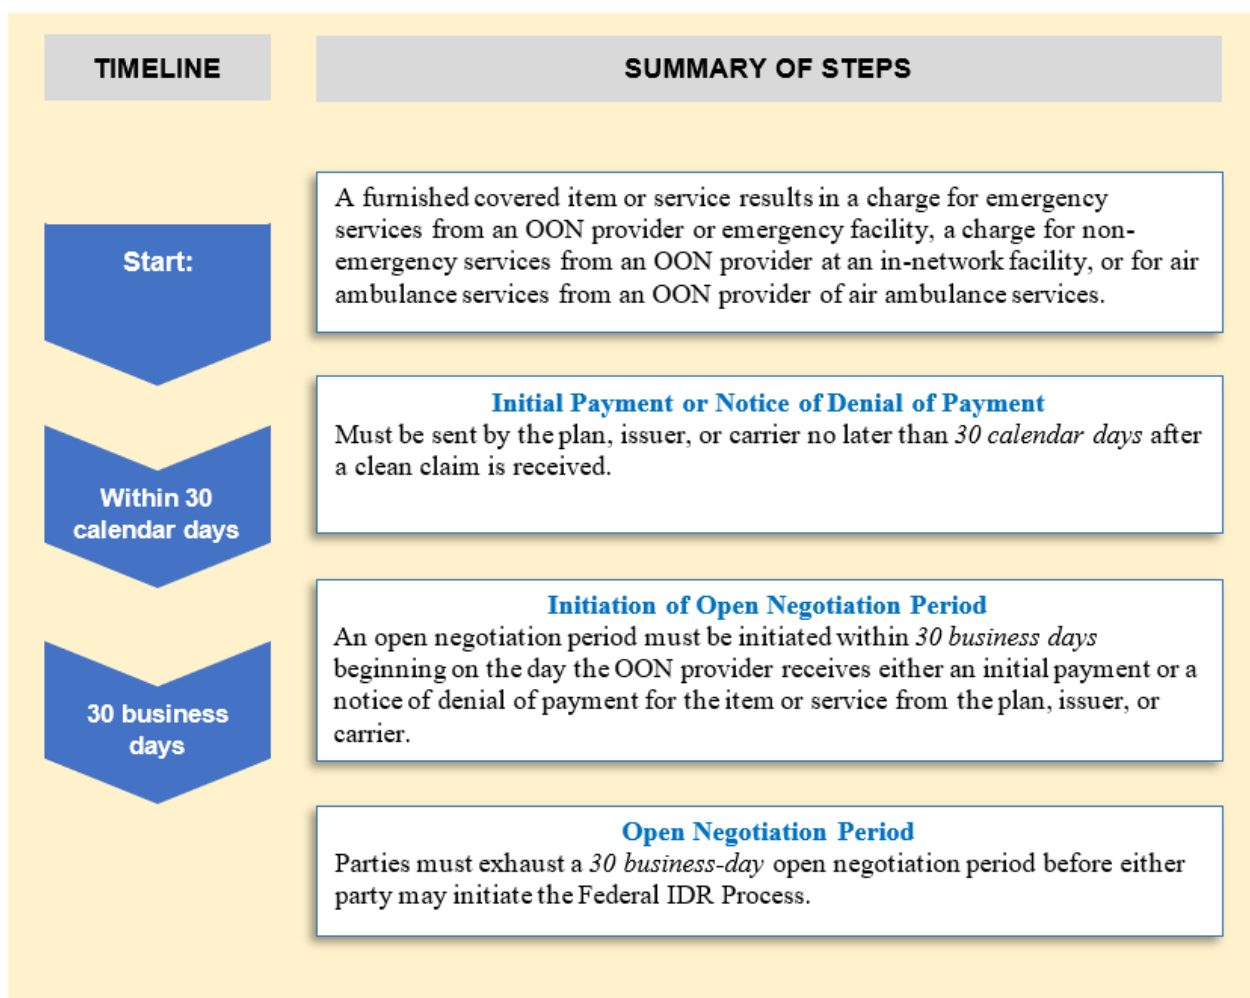 TIMELINE
SUMMARY OF STEPS
Start:
A furnished covered item or service results in a charge for emergency
services from an OON provider or emergency facility, a charge for non-
emergency services from an OON provider at an in-network facility, or for air
ambulance services from an OON provider of air ambulance services.
Within 30
calendar days
Initial Payment or Notice of Denial of Payment
Must be sent by the plan, issuer, or carrier no later than 30 calendar days after
a clean claim is received.
30 business
days
Initiation of Open Negotiation Period
An open negotiation period must be initiated within 30 business days
beginning on the day the OON provider receives either an initial payment or a
notice of denial of payment for the item or service from the plan, issuer, or
carrier.
Open Negotiation Period
Parties must exhaust a 30 business-day open negotiation period before either
party may initiate the Federal IDR Process.